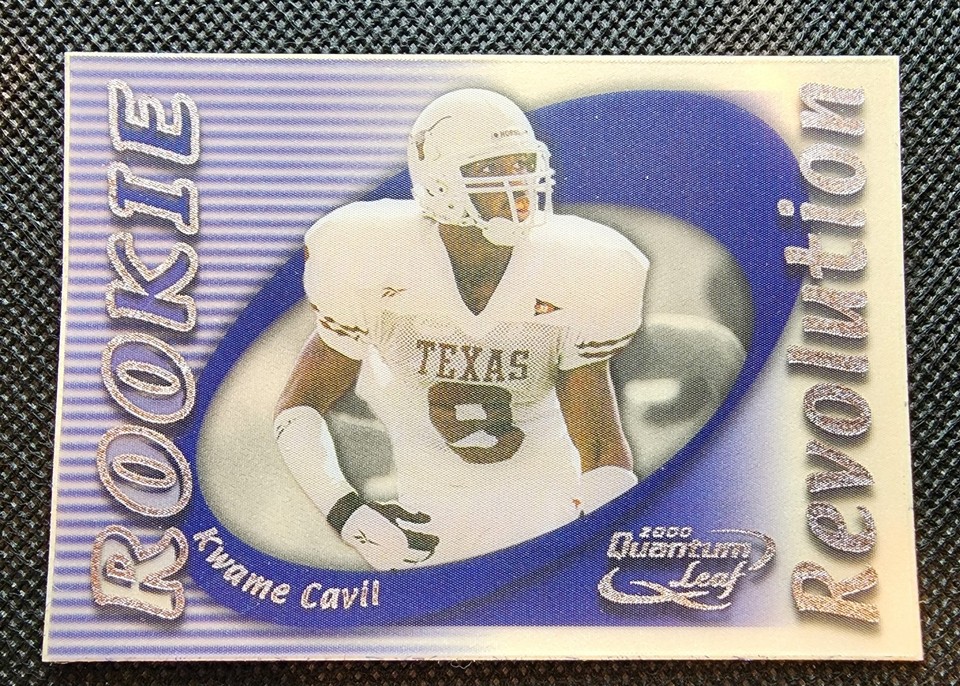 ROOKIE
Revolution
TEXAS
8
Kwame Cavil
2000
Quantum
Leaf